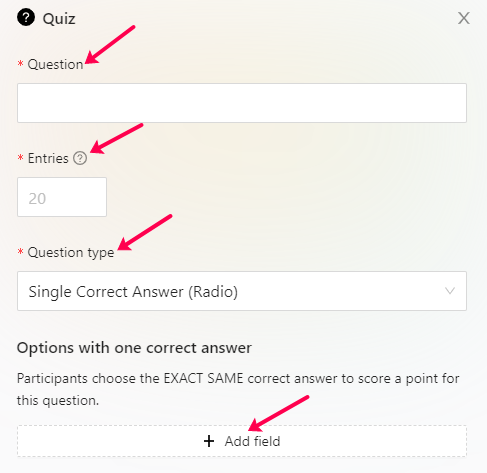 Quiz
* Question
* Entries
20
* Question type
Single Correct Answer (Radio)
Options with one correct answer
Participants choose the EXACT SAME correct answer to score a point for
this question.
+ Add field